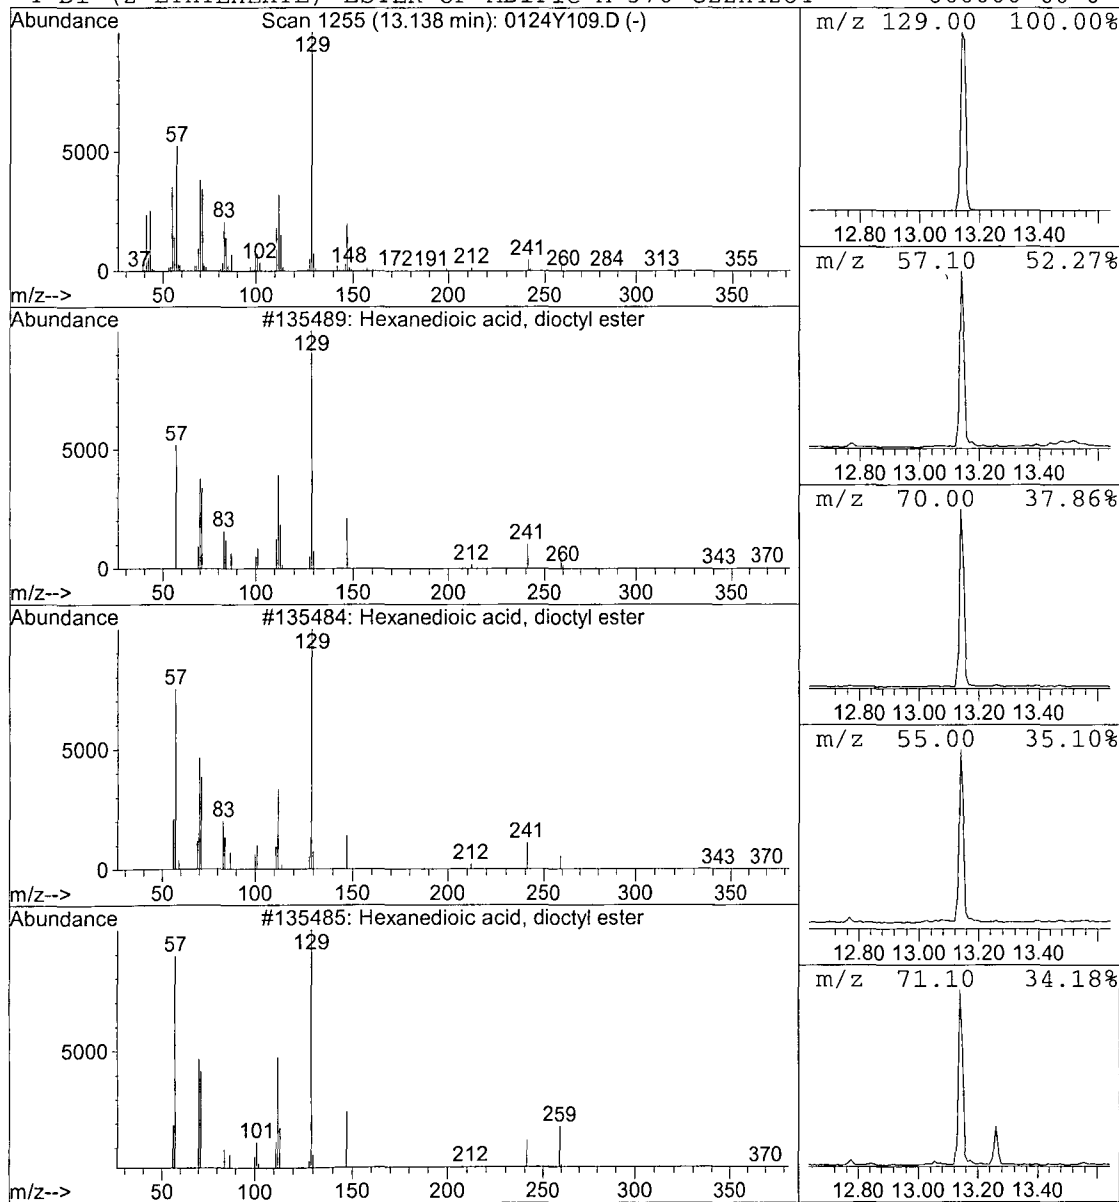 Abundance Scan 1255 (13.138 min): 0124Y109.D (-)
129
57
5000
83
37 102 148 172 191 212 241 260 284 313 355
0
50 100 150 200 250 300 350
m/z-->
Abundance #135489: Hexanedioic acid, dioctyl ester
129
57
5000
83
212 241 260 343 370
0
50 100 150 200 250 300 350
m/z-->
Abundance #135484: Hexanedioic acid, dioctyl ester
129
57
5000
83
212 241 343 370
0
50 100 150 200 250 300 350
m/z-->
Abundance #135485: Hexanedioic acid, dioctyl ester
57 129
5000
101 259
212 370
0
50 100 150 200 250 300 350
m/z-->
m/z 129.00 100.00%
12.80 13.00 13.20 13.40
m/z 57.10 52.27%
12.80 13.00 13.20 13.40
m/z 70.00 37.86%
12.80 13.00 13.20 13.40
m/z 55.00 35.10%
12.80 13.00 13.20 13.40
m/z 71.10 34.18%
12.80 13.00 13.20 13.40